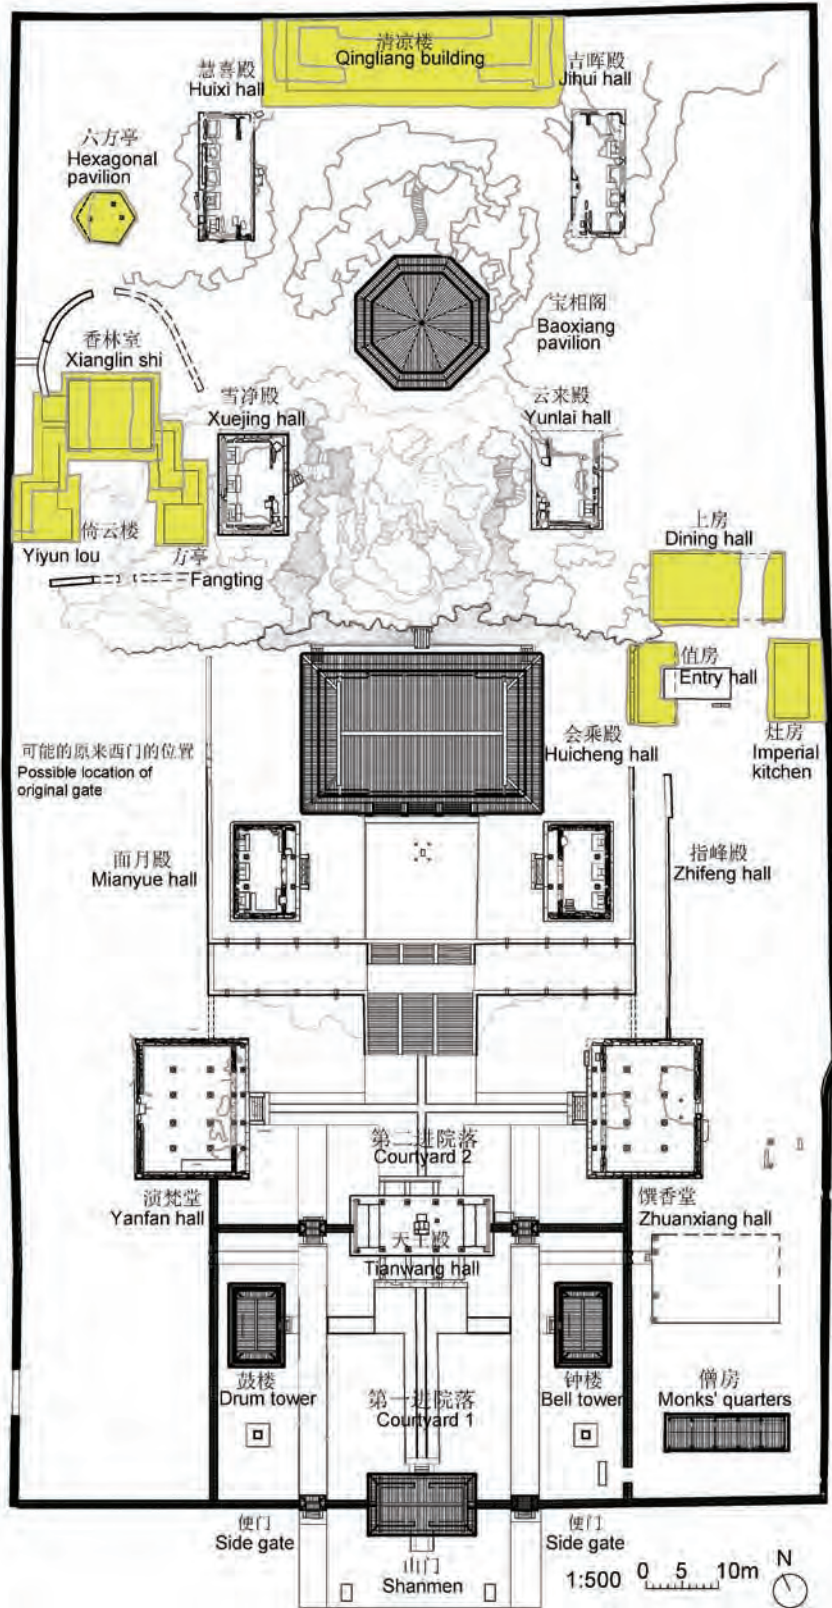 清凉楼
Qingliang building
慧喜殿
Huixi hall
吉晖殿
Jihui hall
六方亭
Hexagonal
pavilion
宝相阁
Baoxiang
pavilion
香林室
Xianglin shi
雪净殿
Xuejing hall
云来殿
Yunlai hall
倚云楼
Yiyun lou
方亭
Fangting
上房
Dining hall
值房
Entry hall
会乘殿
Huicheng hall
灶房
Imperial
kitchen
可能的原来西门的位置
Possible location of
original gate
面月殿
Mianyue hall
指峰殿
Zhifeng hall
第二进院落
Courtyard 2
演梵堂
Yanfan hall
馔香堂
Zhuanxiang hall
天王殿
Tianwang hall
鼓楼
Drum tower
第一进院落
Courtyard 1
钟楼
Bell tower
僧房
Monks' quarters
便门
Side gate
便门
Side gate
山门
Shanmen
1:500 0 5 10m
N